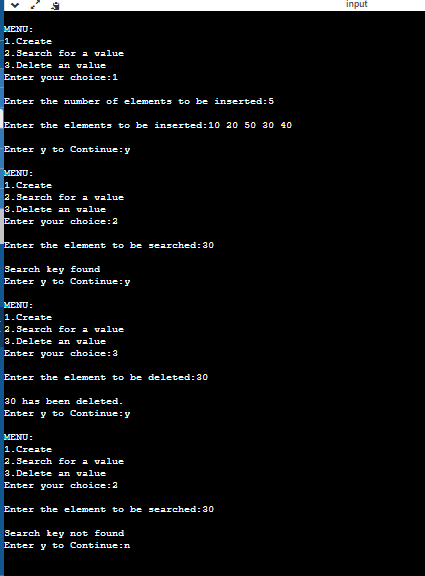 input
MENU:
1.Create
2.Search for a value
3.Delete an value
Enter your choice:1
Enter the number of elements to be inserted:5
Enter the elements to be inserted:10 20 50 30 40
Enter y to Continue:y
MENU:
1.Create
2.Search for a value
3.Delete an value
Enter your choice:2
Enter the element to be searched:30
Search key found
Enter y to Continue:y
MENU:
1.Create
2.Search for a value
3.Delete an value
Enter your choice:3
Enter the element to be deleted:30
30 has been deleted.
Enter y to Continue:y
MENU:
1.Create
2.Search for a value
3.Delete an value
Enter your choice:2
Enter the element to be searched:30
Search key not found
Enter y to Continue:n